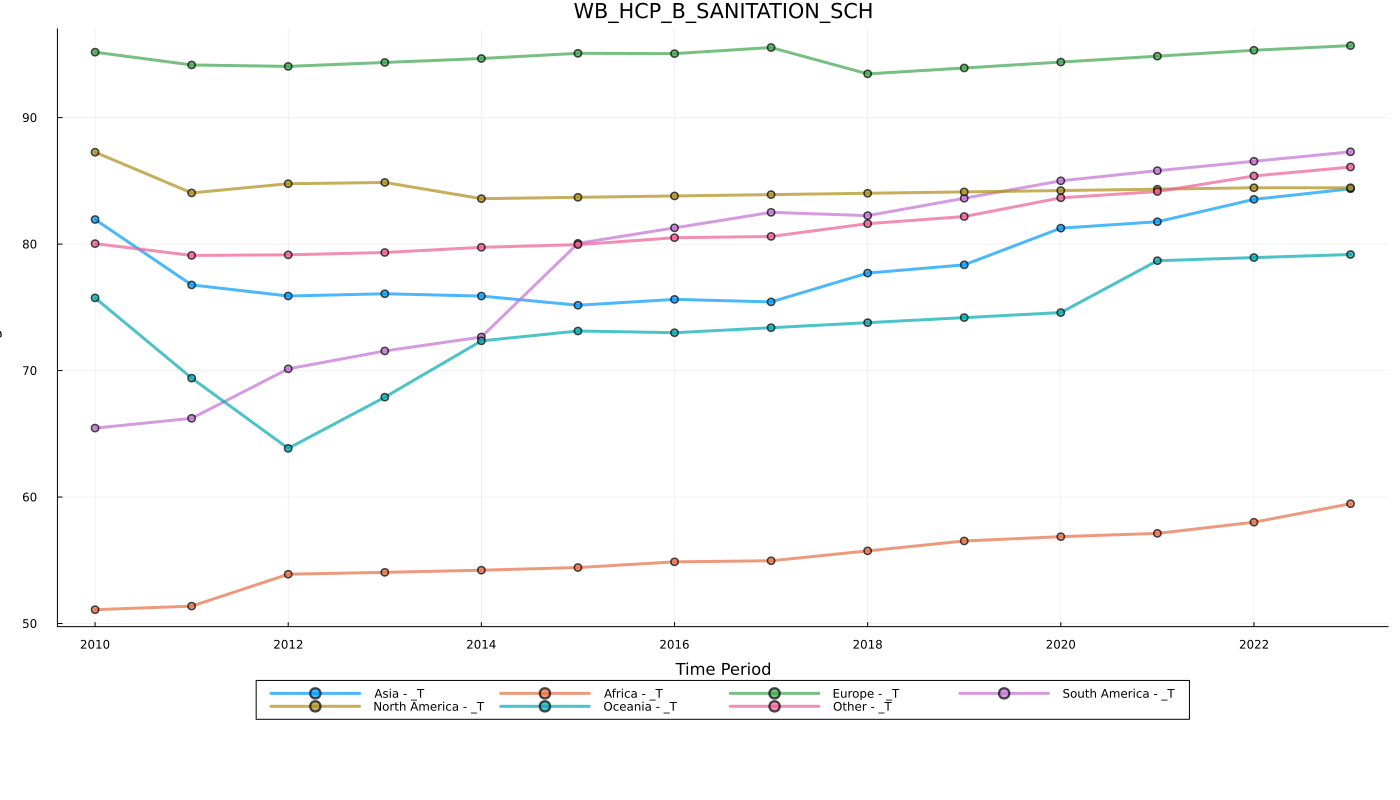 WB_HCP_B_SANITATION_SCH
90
80
70
60
50
2010 2012 2014 2016 2018 2020 2022
Time Period
Asia - _T Africa - _T Europe - _T South America - _T
North America - _T Oceania - _T Other - _T